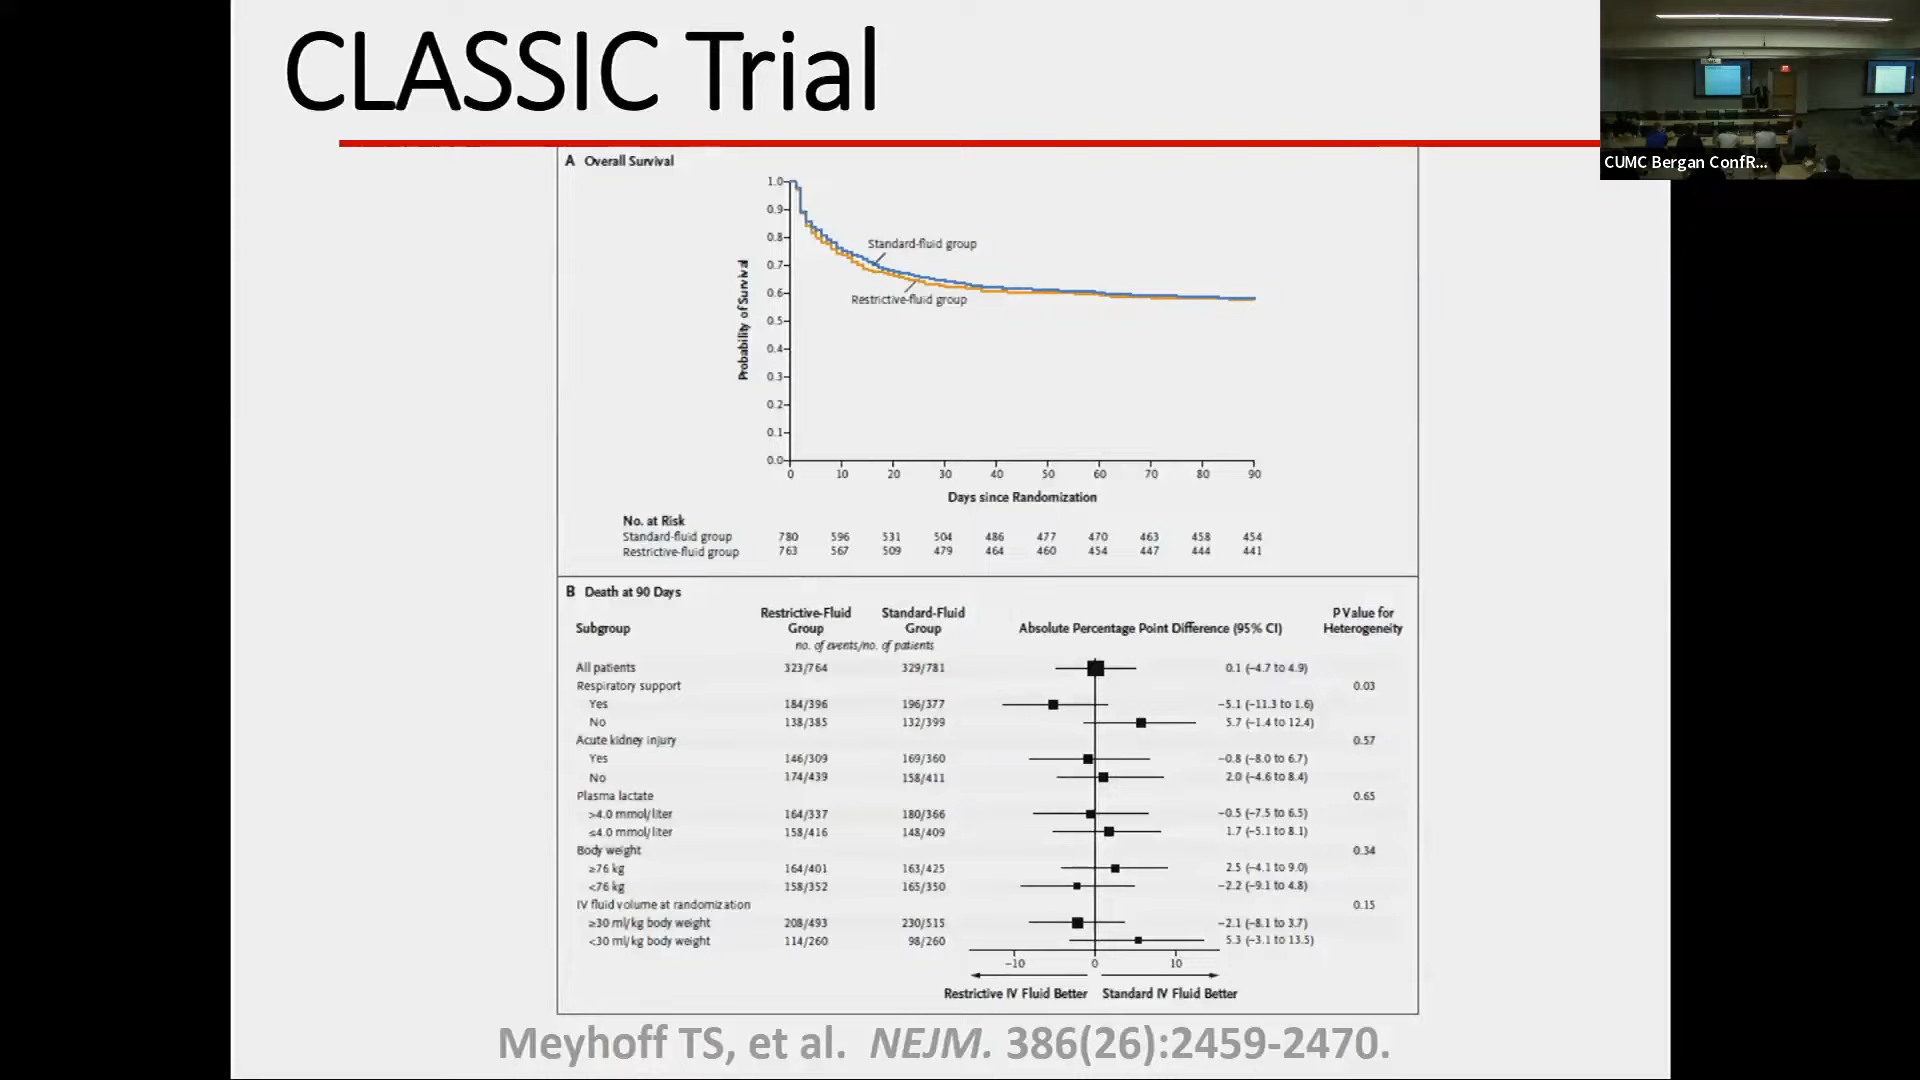 CLASSIC Trial
CUMC Bergan ConfR...
A Overall Survival
1.0
0.9
0.8
0.7
0.6
0.5
0.4
0.3
0.2
0.1
0.0
Probability of Survival
Standard-fluid group
Restrictive-fluid group
0 10 20 30 40 50 60 70 80 90
Days since Randomization
No. at Risk
Standard-fluid group 780 596 531 504 486 477 470 463 458 454
Restrictive-fluid group 763 567 509 479 464 460 454 447 444 441
B Death at 90 Days
Restrictive-Fluid Standard-Fluid P Value for
Subgroup Group Group Absolute Percentage Point Difference (95% CI) Heterogeneity
no. of events/no. of patients
All patients 323/764 329/781 0.1 (−4.7 to 4.9)
Respiratory support 0.03
Yes 184/396 196/377 −5.1 (−11.3 to 1.6)
No 138/385 132/399 5.7 (−1.4 to 12.4)
Acute kidney injury 0.57
Yes 146/309 169/360 −0.8 (−8.0 to 6.7)
No 174/439 158/411 2.0 (−4.6 to 8.4)
Plasma lactate 0.65
>4.0 mmol/liter 164/337 180/366 −0.5 (−7.5 to 6.5)
≤4.0 mmol/liter 158/416 148/409 1.7 (−5.1 to 8.1)
Body weight 0.34
≥76 kg 164/401 163/425 2.5 (−4.1 to 9.0)
<76 kg 158/352 165/350 −2.2 (−9.1 to 4.8)
IV fluid volume at randomization 0.15
≥30 ml/kg body weight 208/493 230/515 −2.1 (−8.1 to 3.7)
<30 ml/kg body weight 114/260 98/260 5.3 (−3.1 to 13.5)
−10 0 10
Restrictive IV Fluid Better Standard IV Fluid Better
Meyhoff TS, et al. NEJM. 386(26):2459-2470.